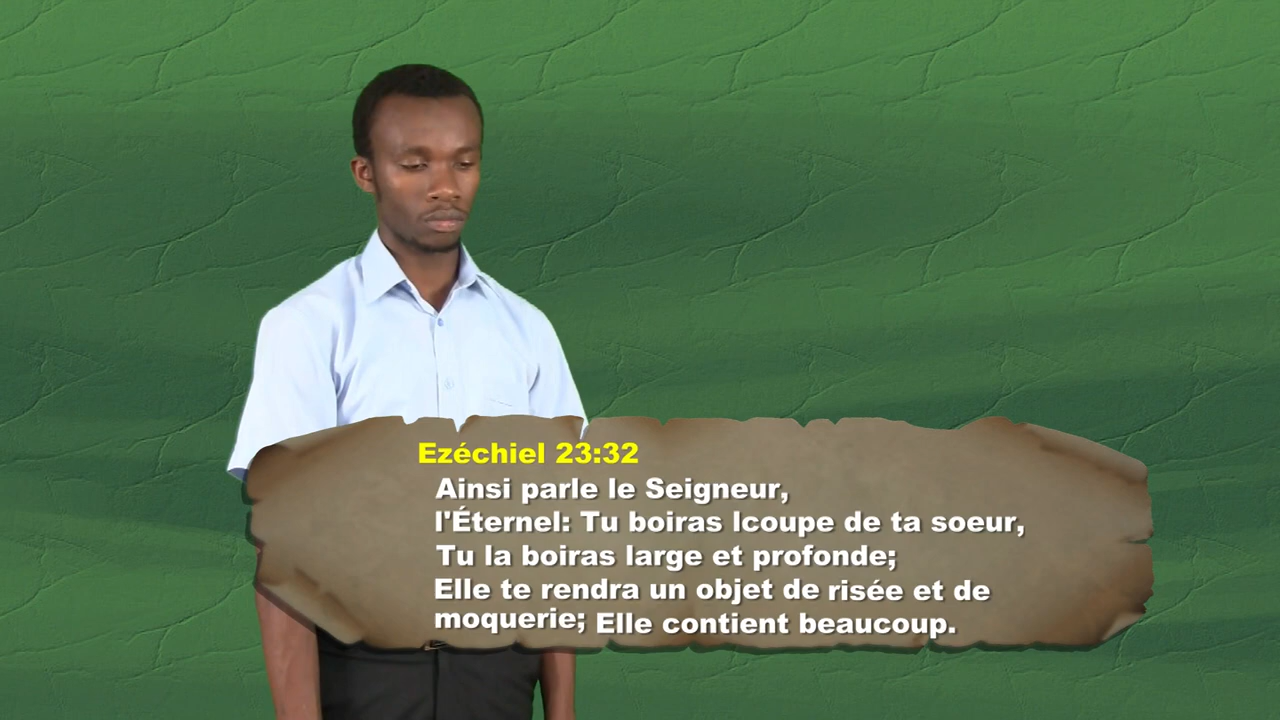 Ezéchiel 23:32
Ainsi parle le Seigneur,
l'Éternel: Tu boiras lcoupe de ta soeur,
Tu la boiras large et profonde;
Elle te rendra un objet de risée et de
moquerie; Elle contient beaucoup.